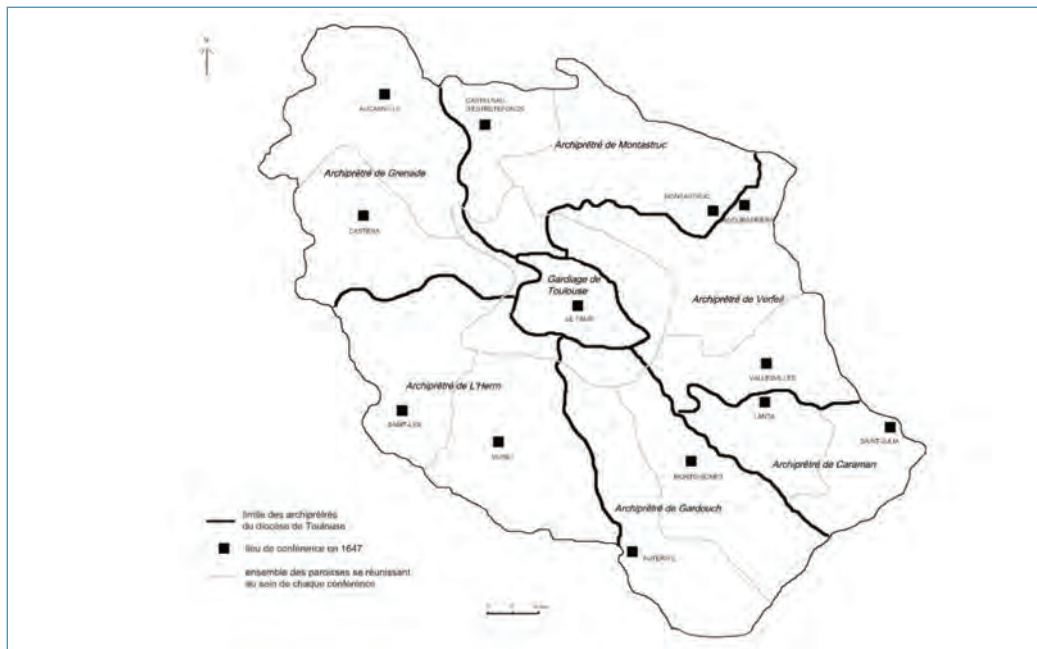 N
CASTELNAU
D'ESTRETEFONDS
Archiprêtré de Montastruc
Archiprêtré de Grenade
MONTASTRUC
CASTERA
Gardiage de
Toulouse
LE TAUR
Archiprêtré de Verfeil
VALLESVILLES
Archiprêtré de L'Herm
LANTA
SAINT-LYS
SAINT-JULIA
MURET
Archiprêtré de Caraman
Archiprêtré de Gardouch
limite des archiprêtrés
du diocèse de Toulouse
lieu de conférence en 1647
ensemble des paroisses se réunissant
au sein de chaque conférence